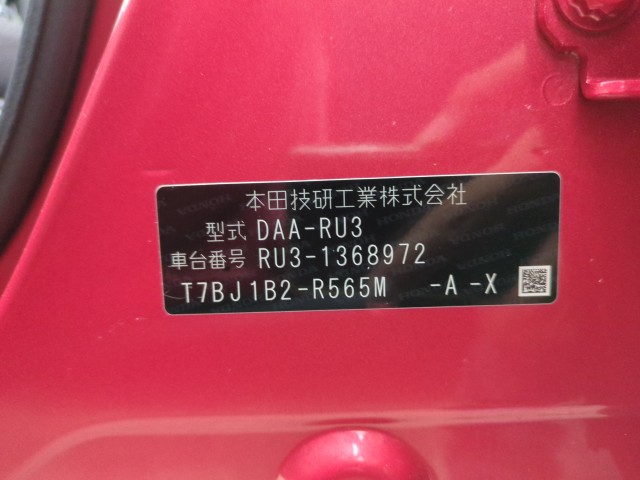 本田技研工業株式会社
型式 DAA-RU3
車台番号 RU3-1368972
T7BJ1B2-R565M -A -X